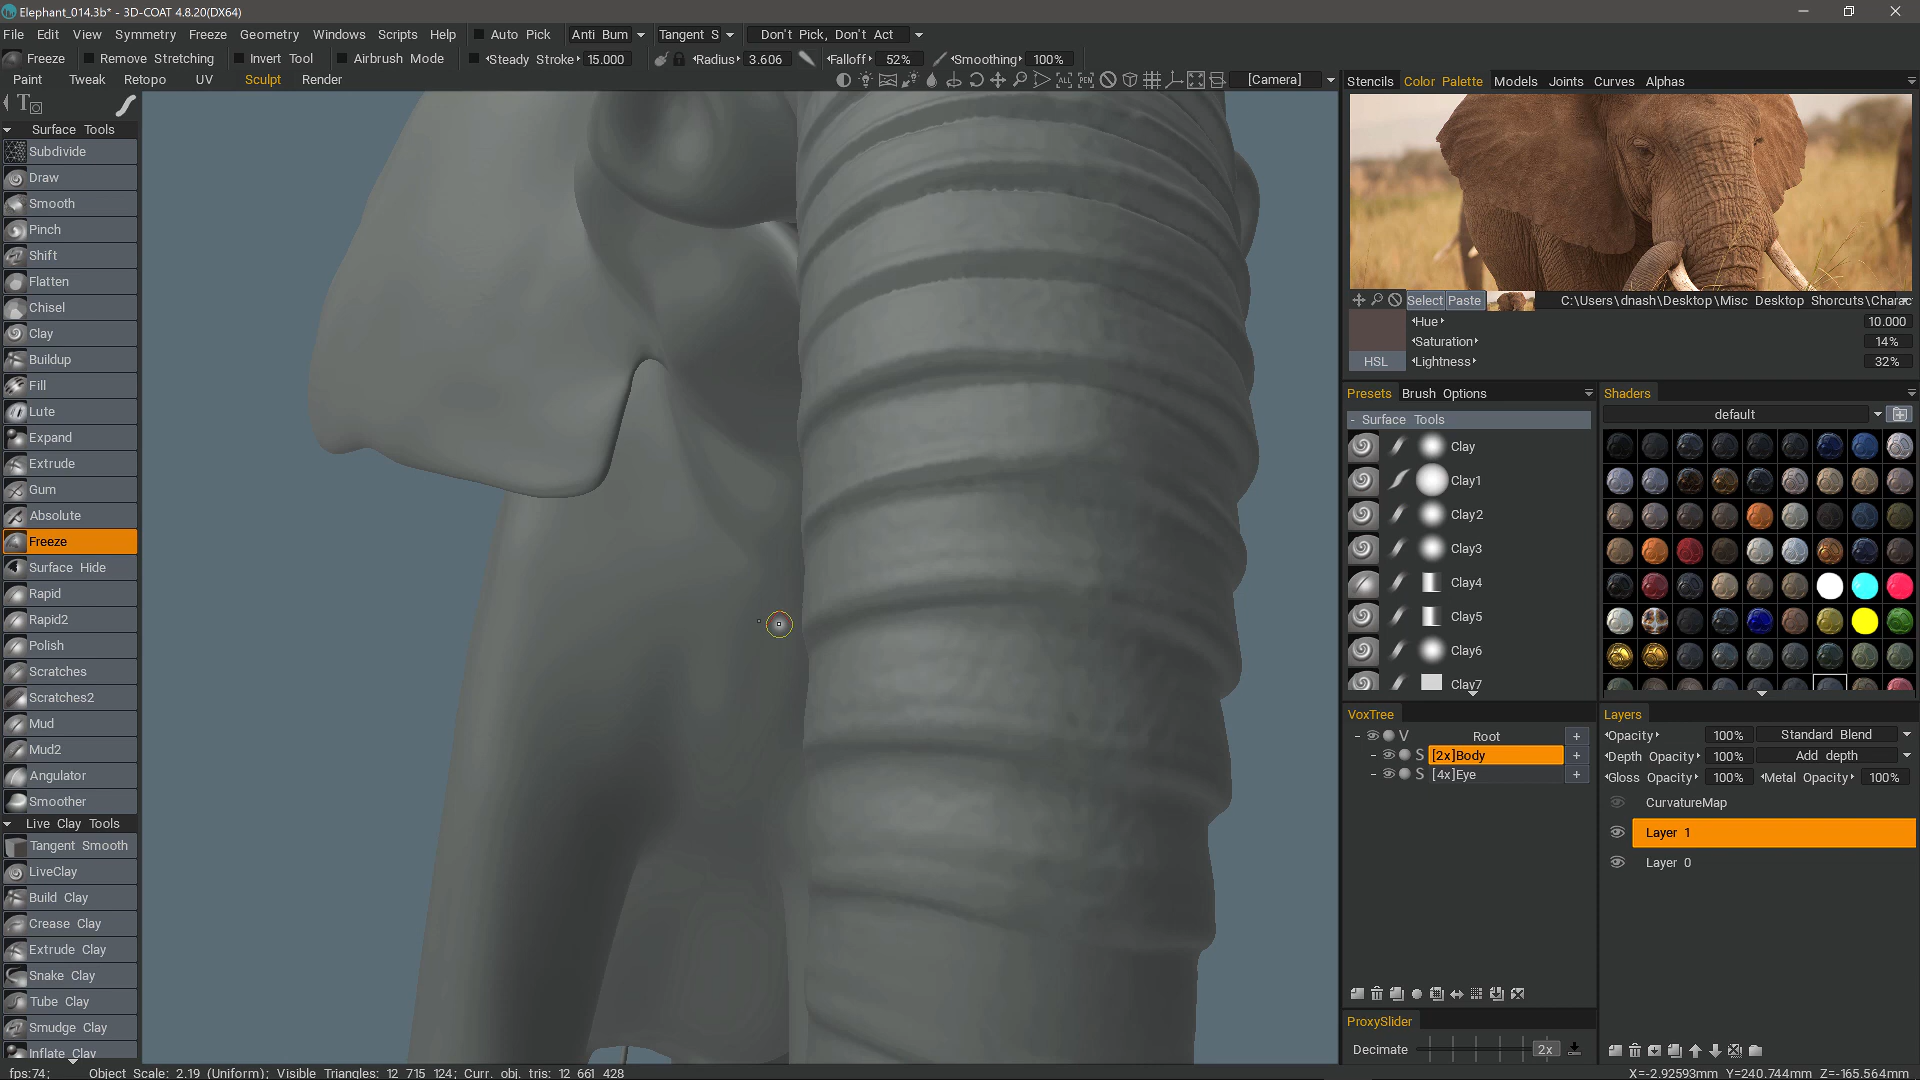 Elephant_014.3b* - 3D-COAT 4.8.20(DX64)
File Edit View Symmetry Freeze Geometry Windows Scripts Help Auto Pick Anti Bum Tangent S Don't Pick, Don't Act
Freeze Remove Stretching Invert Tool Airbrush Mode Steady Stroke 15.000 Radius 3.606 Falloff 52% Smoothing 100%
Paint Tweak Retopo UV Sculpt Render [Camera]
Stencils Color Palette Models Joints Curves Alphas
Surface Tools
Subdivide
Draw
Smooth
Pinch
Shift
Flatten
Chisel
Clay
Buildup
Fill
Lute
Expand
Extrude
Gum
Absolute
Freeze
Surface Hide
Rapid
Rapid2
Polish
Scratches
Scratches2
Mud
Mud2
Angulator
Smoother
Live Clay Tools
Tangent Smooth
LiveClay
Build Clay
Crease Clay
Extrude Clay
Snake Clay
Tube Clay
Smudge Clay
Inflate Clay
Select Paste C:\Users\dnash\Desktop\Misc Desktop Shorcuts\Charac
Hue 10.000
Saturation 14%
HSL Lightness 32%
Presets Brush Options
- Surface Tools
Clay
Clay1
Clay2
Clay3
Clay4
Clay5
Clay6
Clay7
Shaders
default
VoxTree
- V Root +
- S [2x]Body +
- S [4x]Eye +
ProxySlider
Decimate 2x
Layers
Opacity 100% Standard Blend
Depth Opacity 100% Add depth
Gloss Opacity 100% Metal Opacity 100%
CurvatureMap
Layer 1
Layer 0
fps:74; Object Scale: 2.19 (Uniform); Visible Triangles: 12 715 124; Curr. obj. tris: 12 661 428
X=-2.92593mm Y=240.744mm Z=-165.564mm